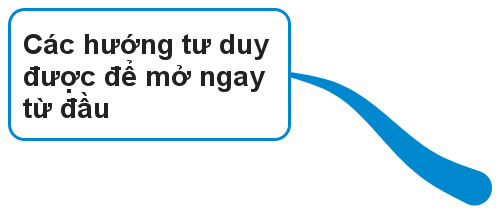 Các hướng tư duy
được để mở ngay
từ đầu